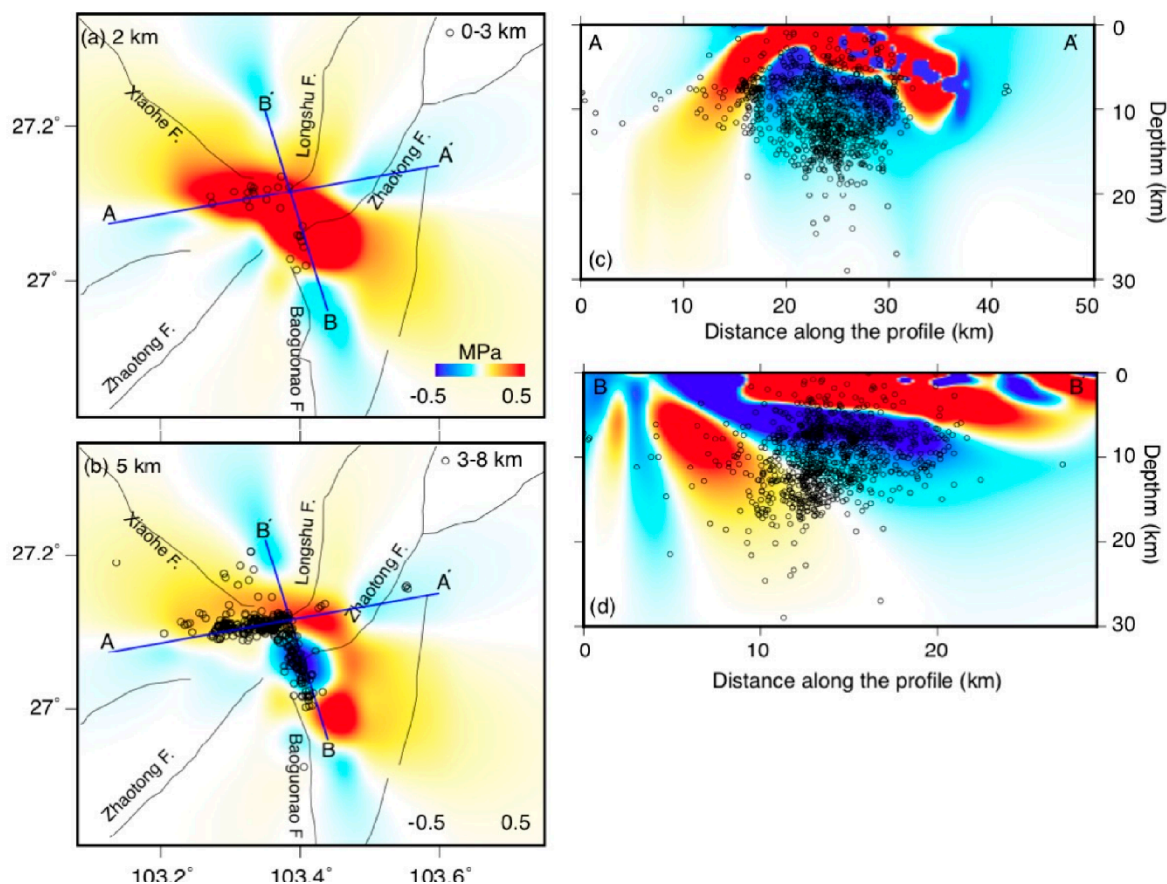 (a) 2 km
0-3 km
Xiaohe F.
Longshu F.
B´
27.2˚
Zhaotong F.
A´
A
27˚
B
Zhaotong F.
Baoguonao F
MPa
-0.5 0.5
(b) 5 km
3-8 km
Xiaohe F.
Longshu F.
B´
27.2˚
Zhaotong F.
A´
A
27˚
B
Zhaotong F.
Baoguonao F
-0.5 0.5
103.2˚ 103.4˚ 103.6˚
A A´
0
10
20
30
Depthm (km)
(c)
0 10 20 30 40 50
Distance along the profile (km)
B B´
0
10
20
30
Depthm (km)
(d)
0 10 20
Distance along the profile (km)